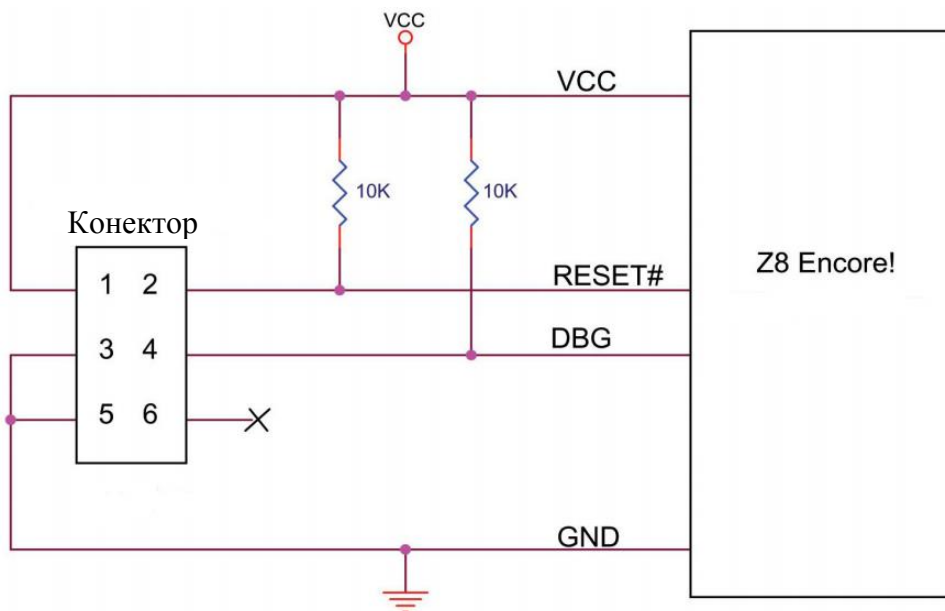 VCC
VCC
10K 10K
Конектор
1 2
RESET#
Z8 Encore!
3 4
DBG
5 6
GND